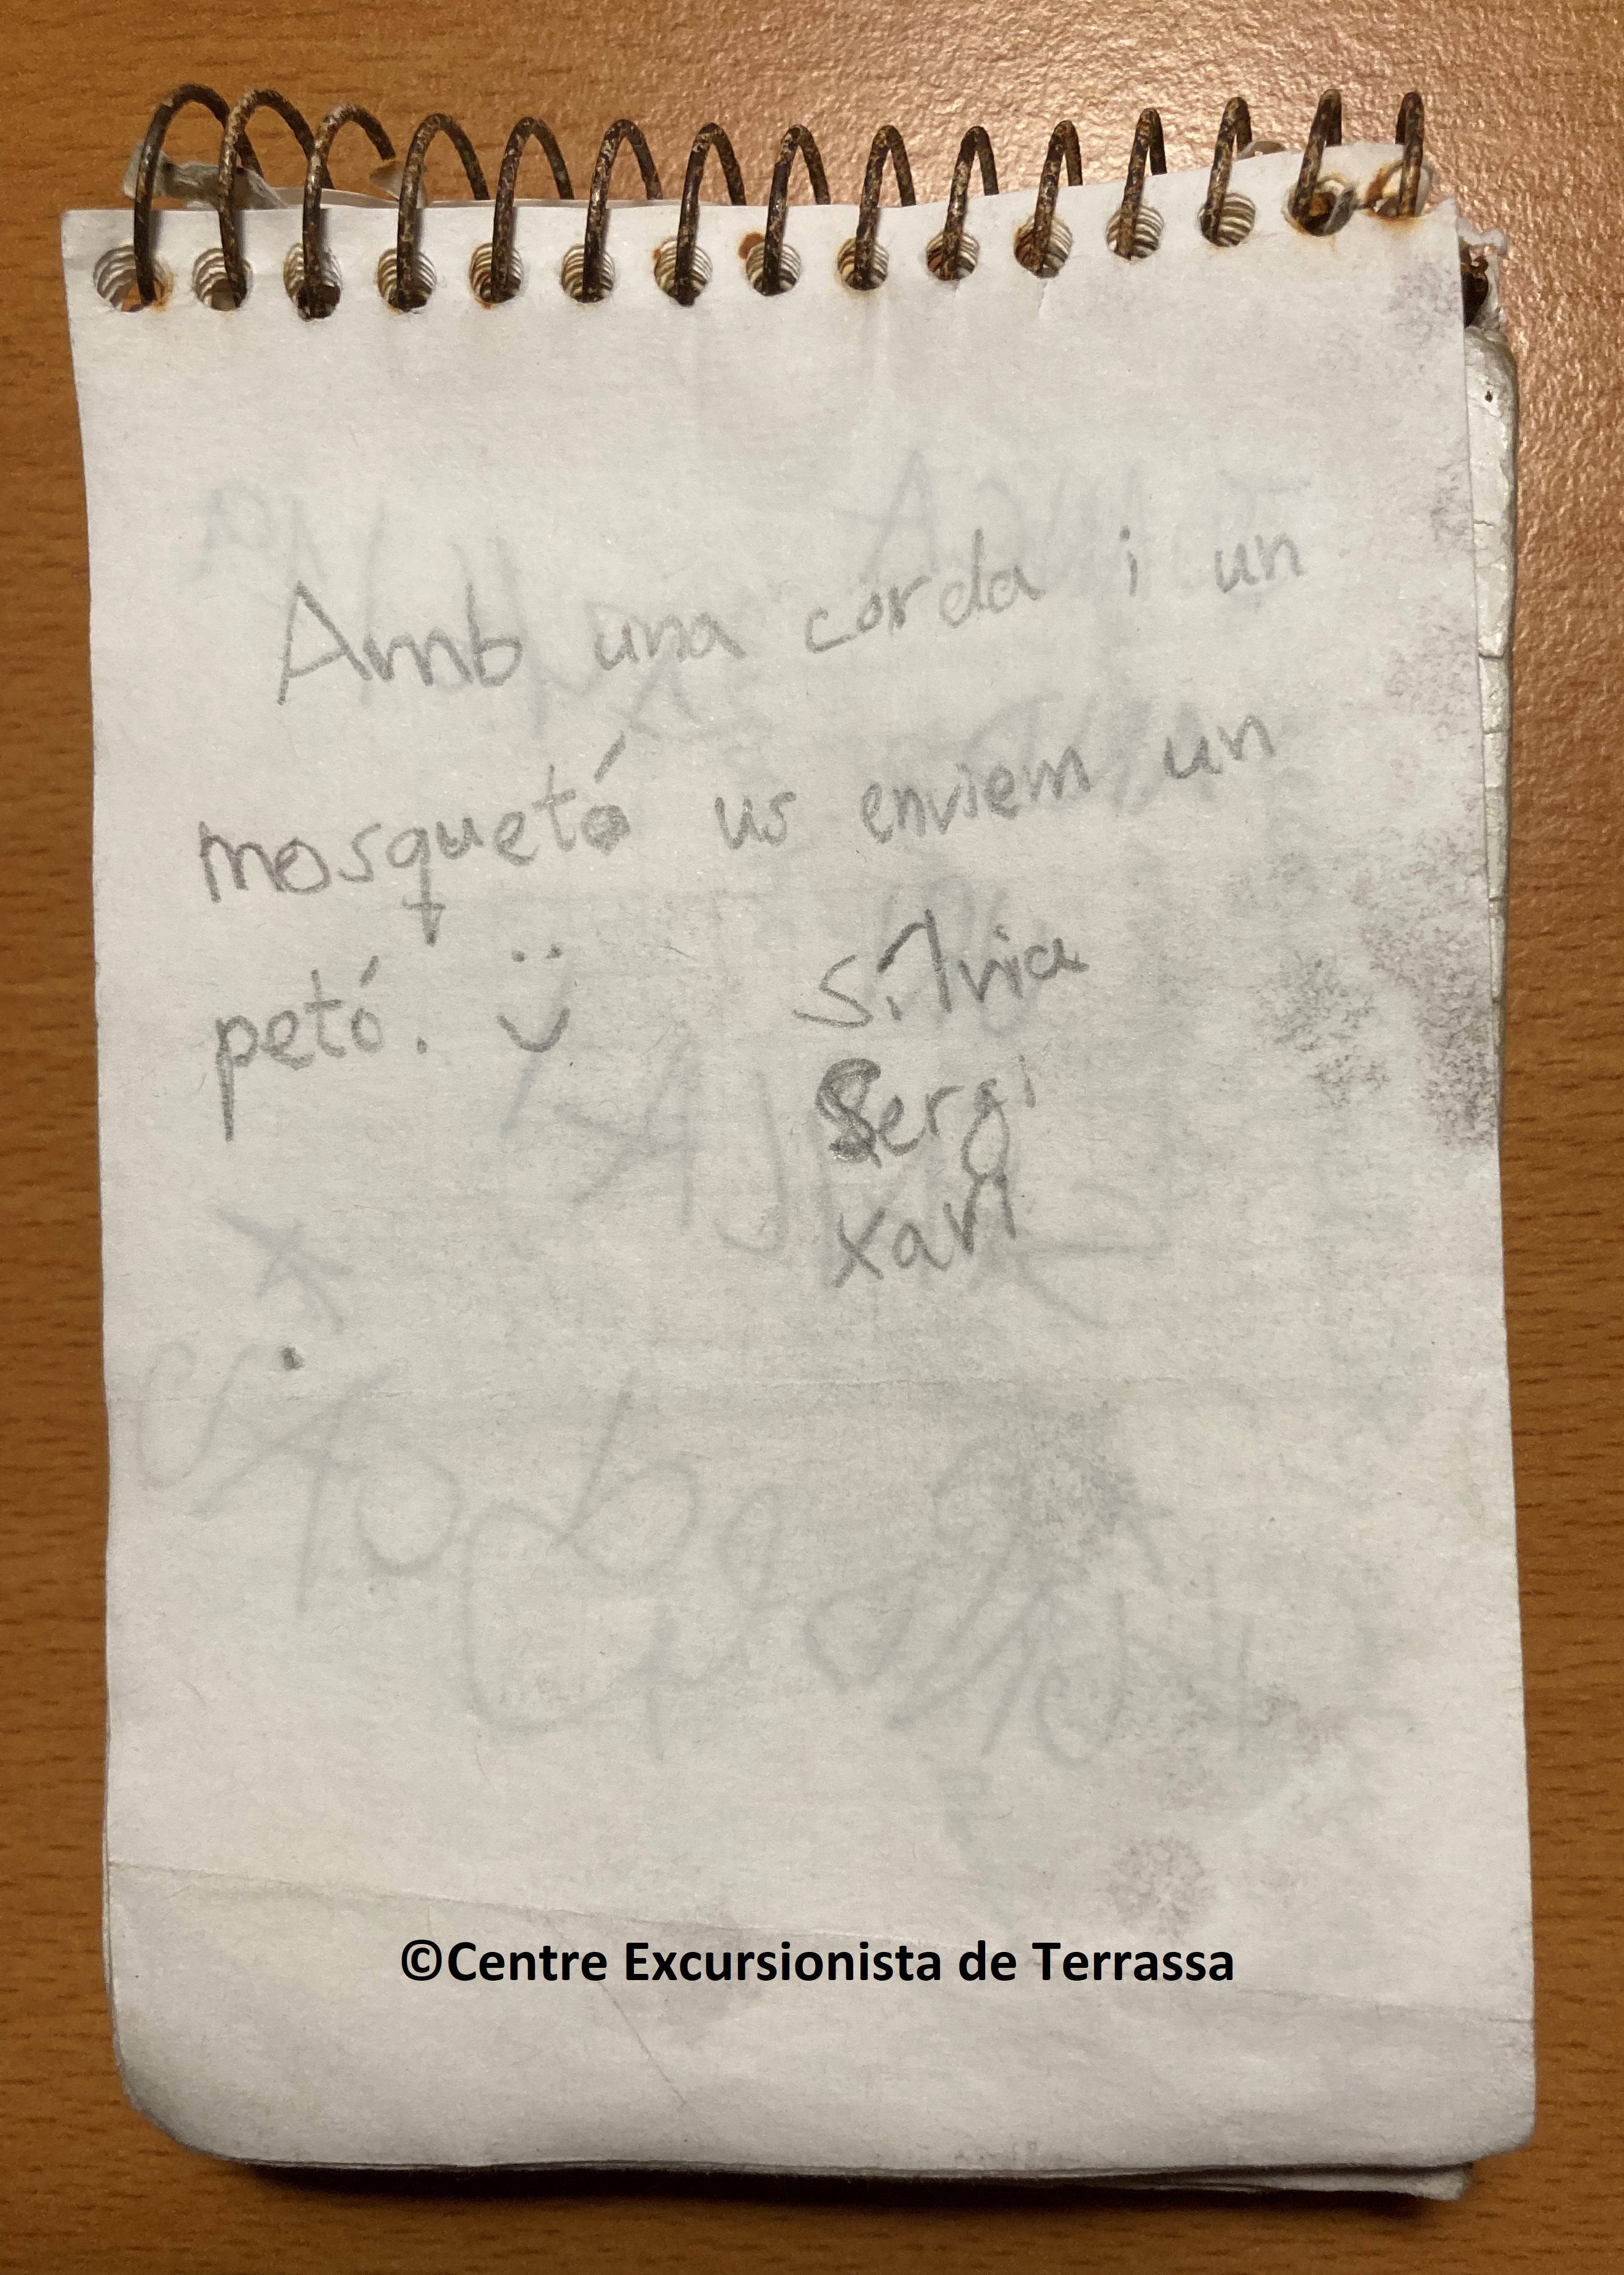 Amb una corda i un
mosquetó us enviem un
petó. Sílvia
Sergi
Xavi
©Centre Excursionista de Terrassa